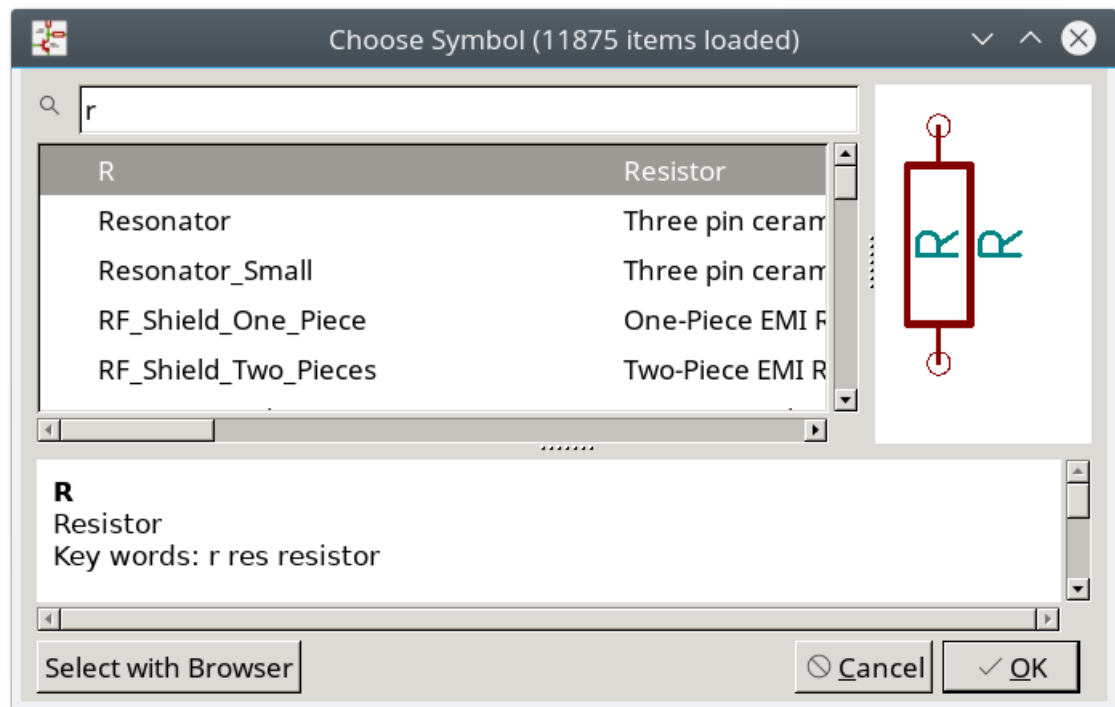 Choose Symbol (11875 items loaded)
r
R Resistor
Resonator Three pin ceram
Resonator_Small Three pin ceram
RF_Shield_One_Piece One-Piece EMI R
RF_Shield_Two_Pieces Two-Piece EMI R
R R
R
Resistor
Key words: r res resistor
Select with Browser Cancel OK